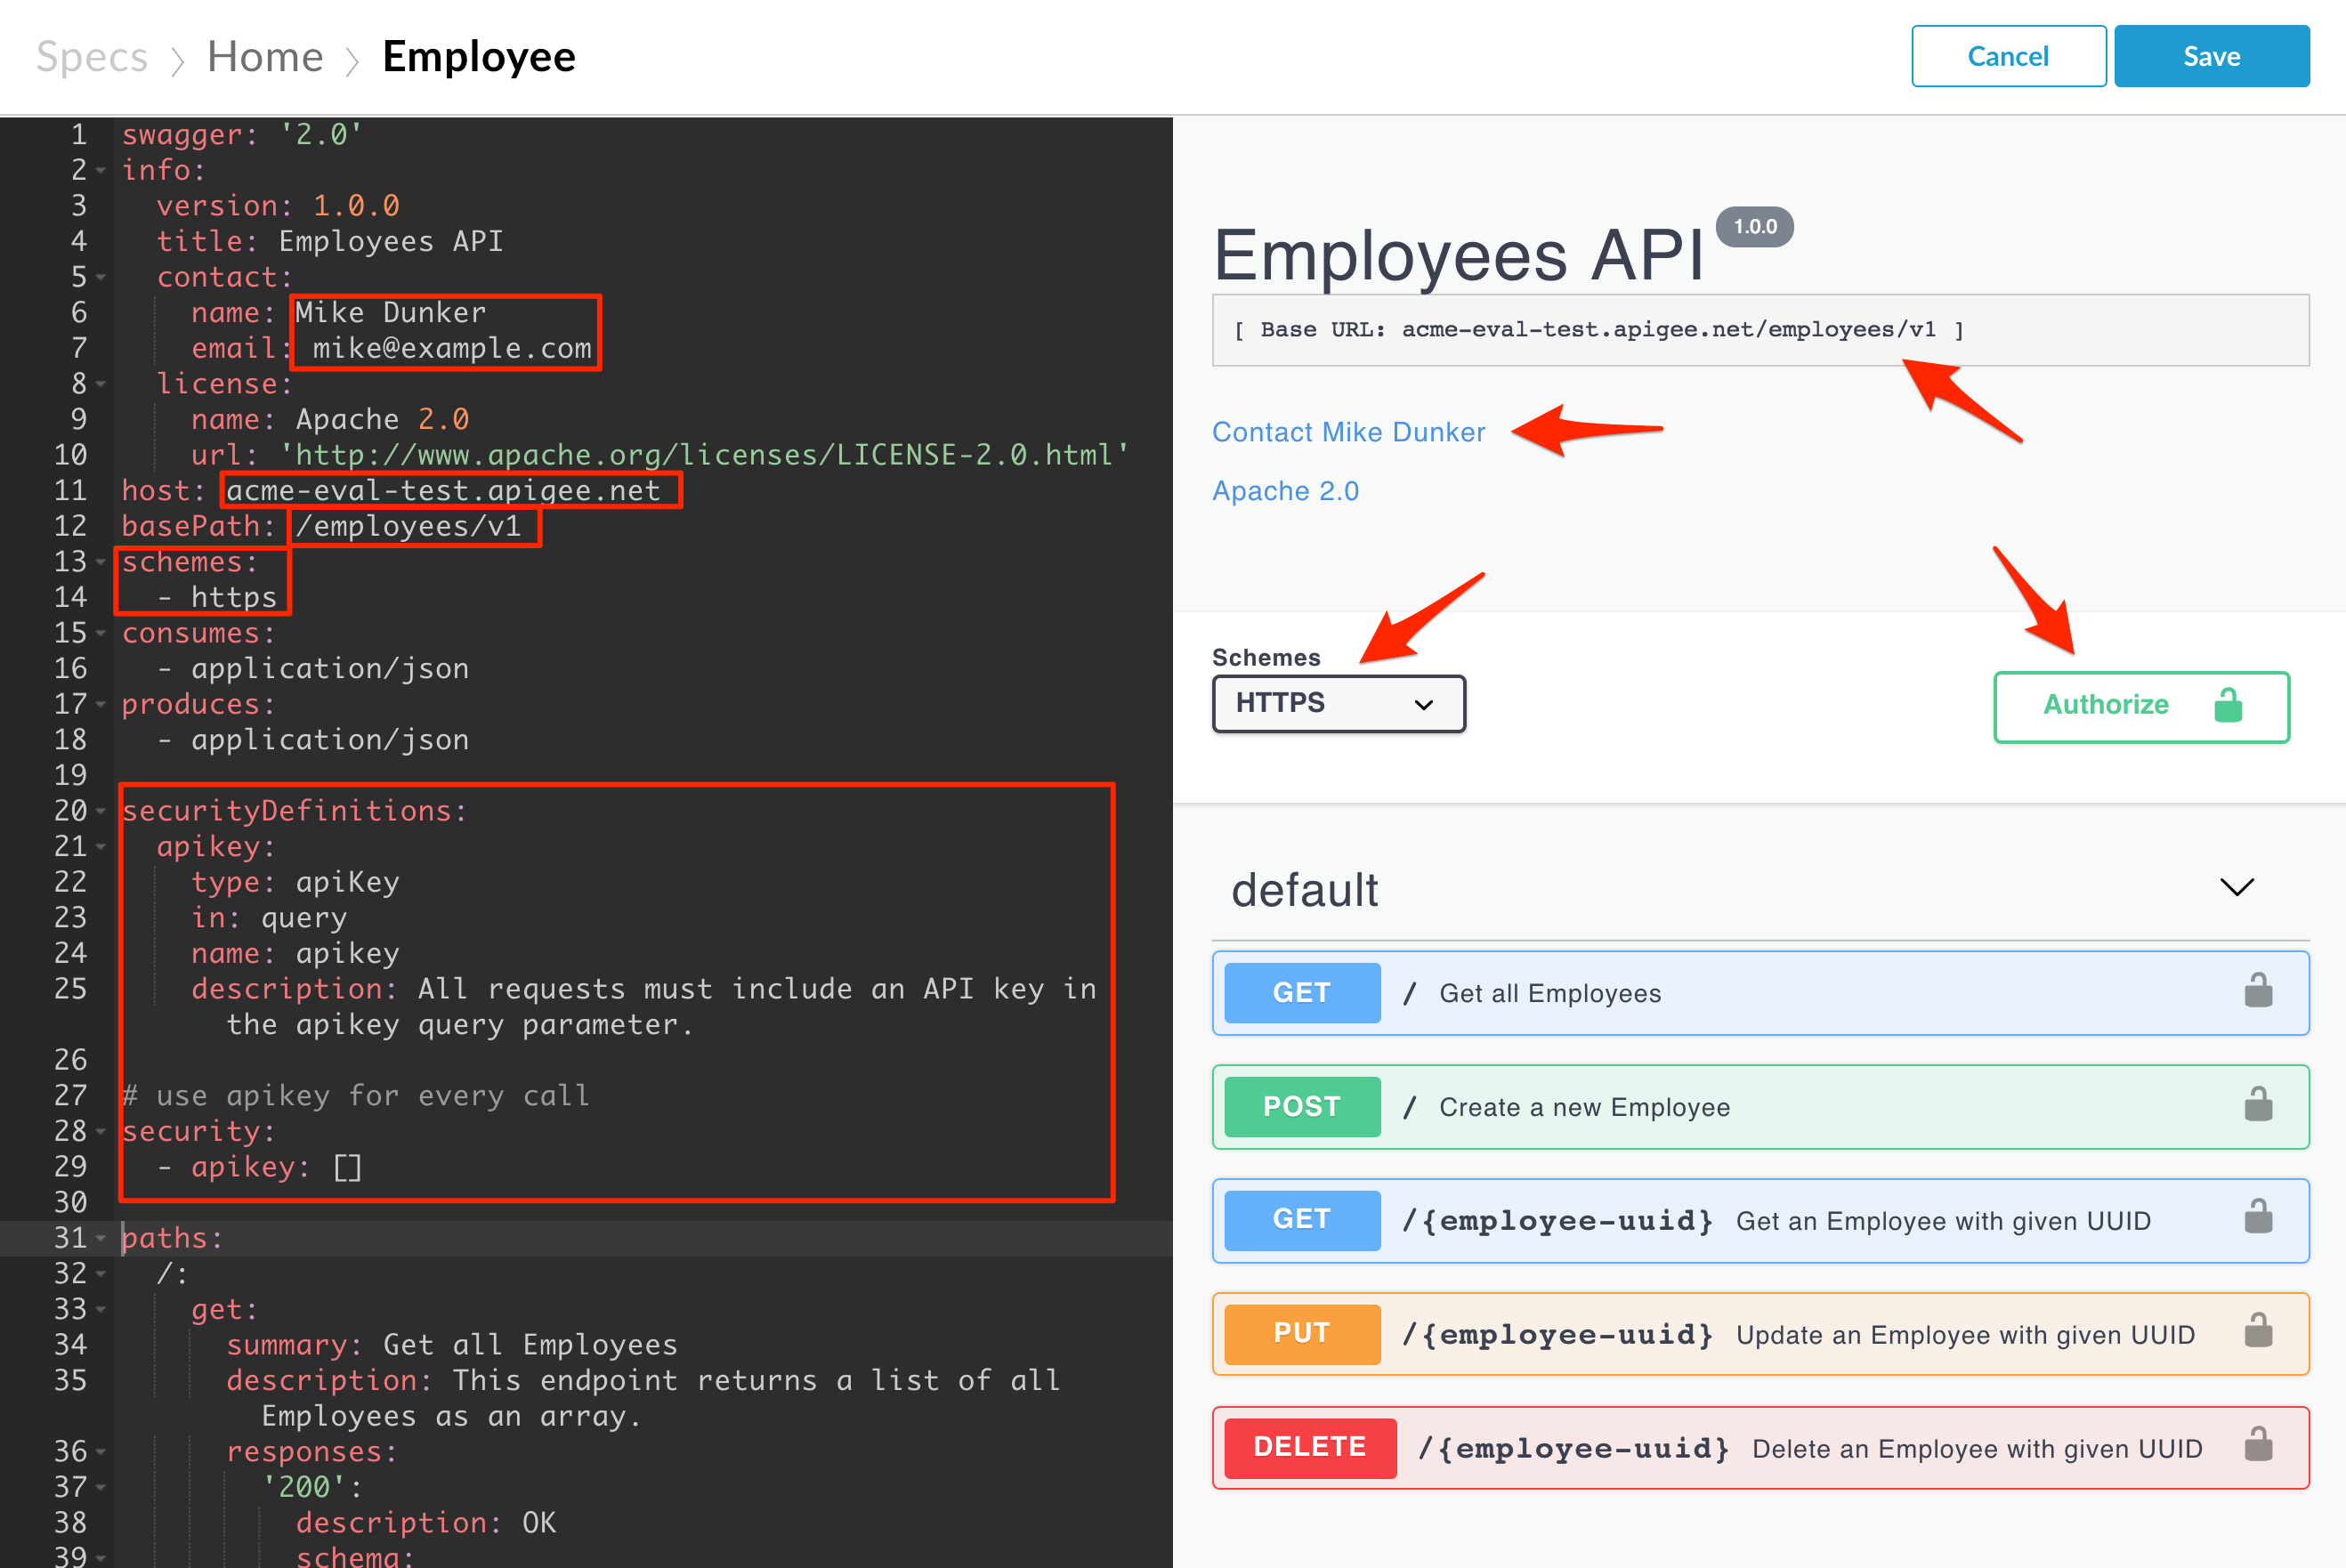 Specs > Home > Employee
Cancel
Save
1 swagger: '2.0'
2 info:
3 version: 1.0.0
4 title: Employees API
5 contact:
6 name: Mike Dunker
7 email: mike@example.com
8 license:
9 name: Apache 2.0
10 url: 'http://www.apache.org/licenses/LICENSE-2.0.html'
11 host: acme-eval-test.apigee.net
12 basePath: /employees/v1
13 schemes:
14 - https
15 consumes:
16 - application/json
17 produces:
18 - application/json
19
20 securityDefinitions:
21 apikey:
22 type: apiKey
23 in: query
24 name: apikey
25 description: All requests must include an API key in
the apikey query parameter.
26
27 # use apikey for every call
28 security:
29 - apikey: []
30
31 paths:
32 /:
33 get:
34 summary: Get all Employees
35 description: This endpoint returns a list of all
Employees as an array.
36 responses:
37 '200':
38 description: OK
39 schema:
Employees API 1.0.0
[ Base URL: acme-eval-test.apigee.net/employees/v1 ]
Contact Mike Dunker
Apache 2.0
Schemes
HTTPS
Authorize
default
GET / Get all Employees
POST / Create a new Employee
GET /{employee-uuid} Get an Employee with given UUID
PUT /{employee-uuid} Update an Employee with given UUID
DELETE /{employee-uuid} Delete an Employee with given UUID